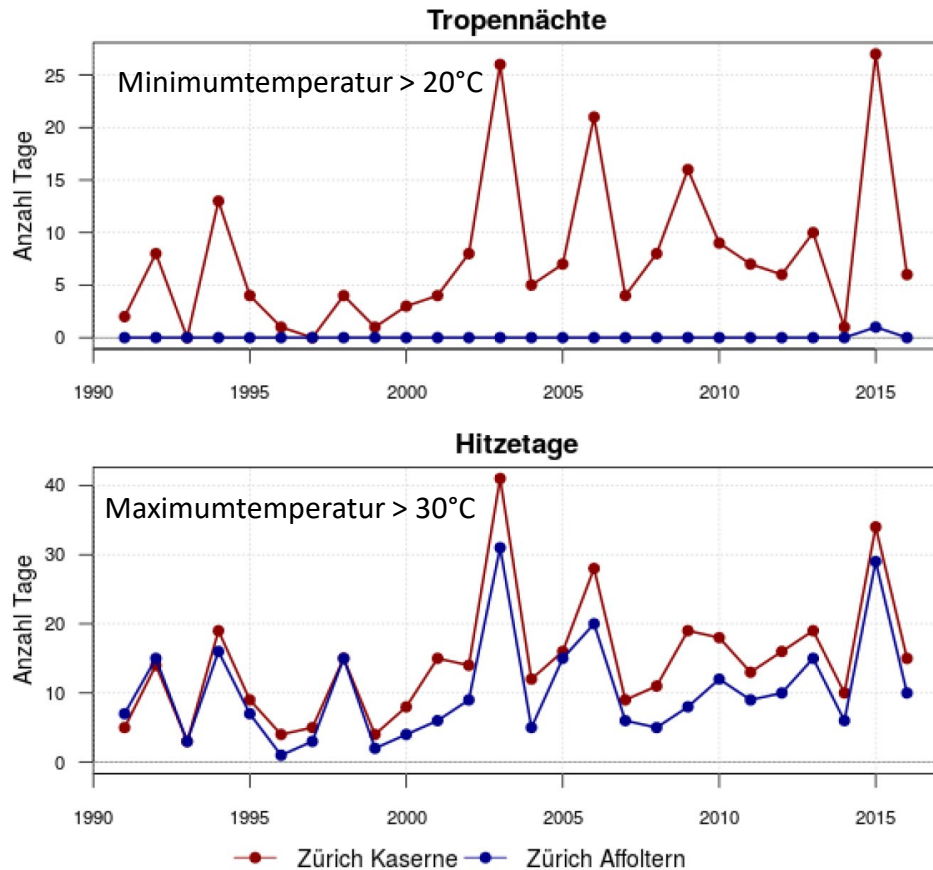 Tropennächte
Minimumtemperatur > 20°C
Anzahl Tage
25
20
15
10
5
0
1990 1995 2000 2005 2010 2015
Hitzetage
Maximumtemperatur > 30°C
Anzahl Tage
40
30
20
10
0
1990 1995 2000 2005 2010 2015
Zürich Kaserne Zürich Affoltern